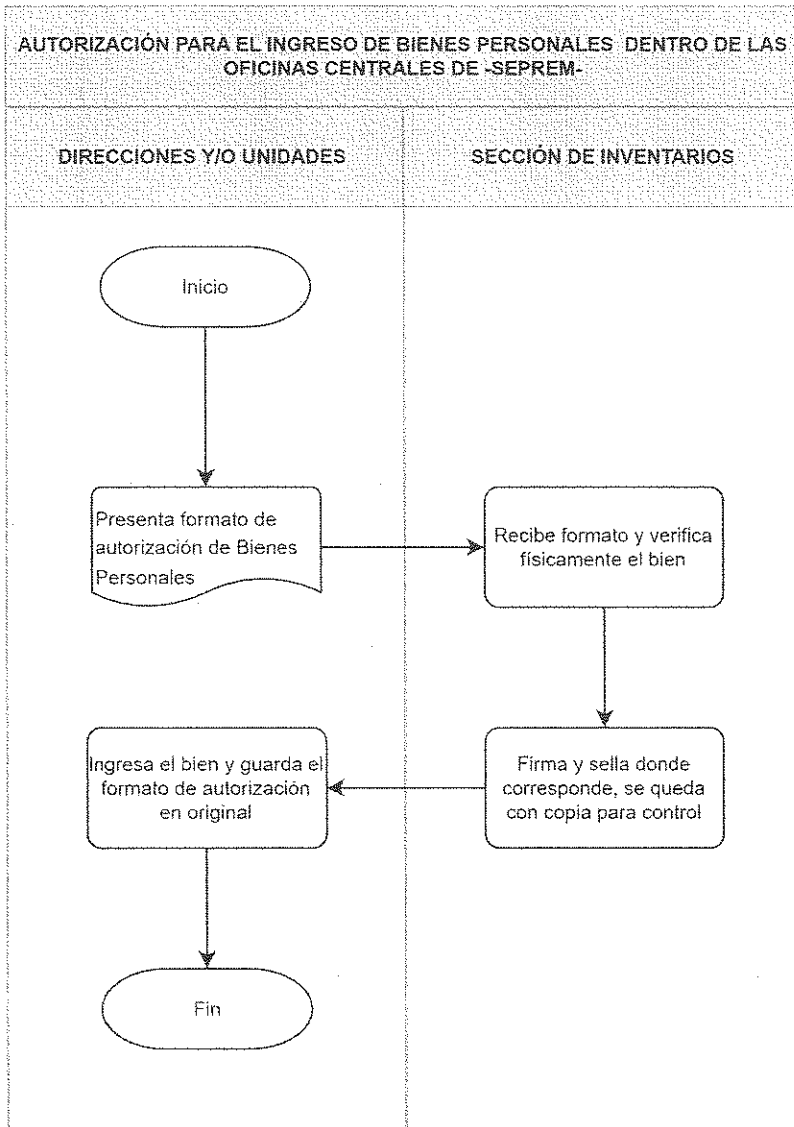 AUTORIZACIÓN PARA EL INGRESO DE BIENES PERSONALES DENTRO DE LAS
OFICINAS CENTRALES DE -SEPREM-
DIRECCIONES Y/O UNIDADES
SECCIÓN DE INVENTARIOS
Inicio
Presenta formato de
autorización de Bienes
Personales
Recibe formato y verifica
físicamente el bien
Firma y sella donde
corresponde, se queda
con copia para control
Ingresa el bien y guarda el
formato de autorización
en original
Fin